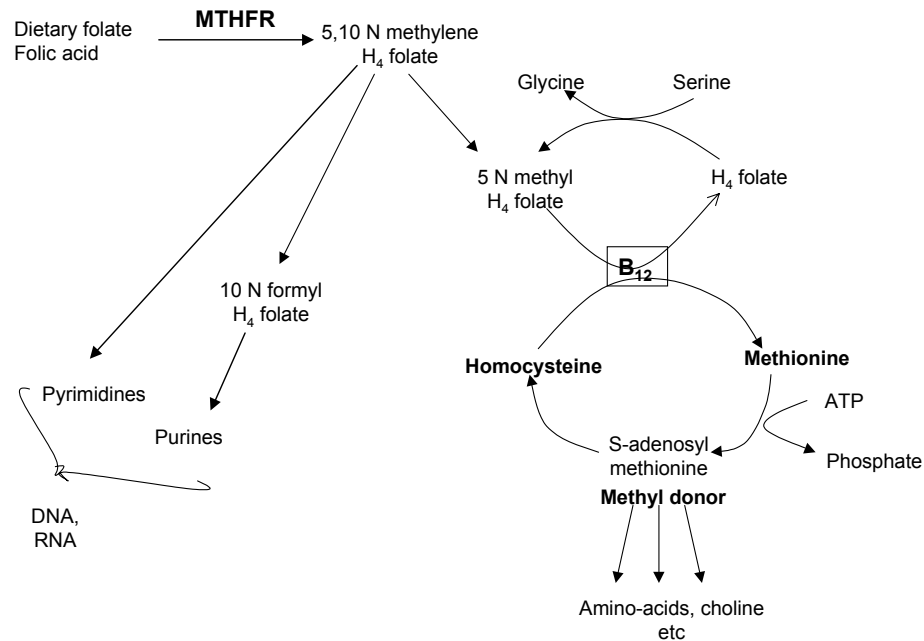 MTHFR
Dietary folate
Folic acid
5,10 N methylene
H₄ folate
Glycine
Serine
5 N methyl
H₄ folate
H₄ folate
B₁₂
10 N formyl
H₄ folate
Homocysteine
Methionine
Pyrimidines
ATP
Purines
S-adenosyl
methionine
Phosphate
Methyl donor
DNA,
RNA
Amino-acids, choline
etc